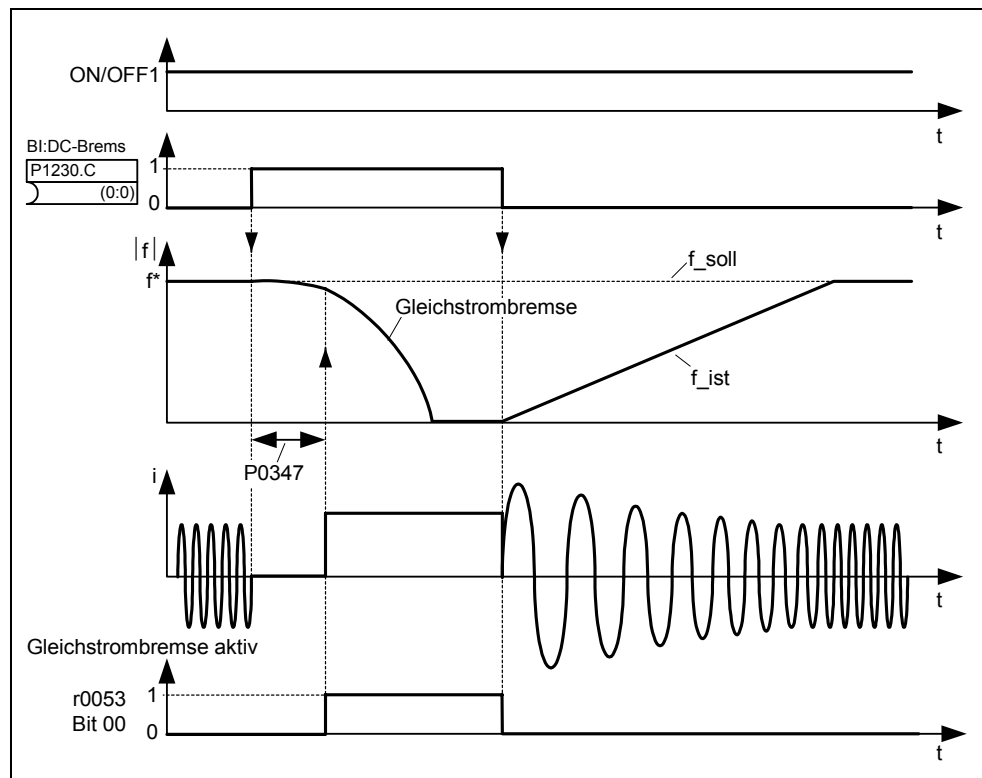 ON/OFF1
t
BI:DC-Brems
P1230.C
(0:0)
1
0
t
|f|
f*
f_soll
Gleichstrombremse
f_ist
t
P0347
i
t
Gleichstrombremse aktiv
r0053
Bit 00
1
0
t